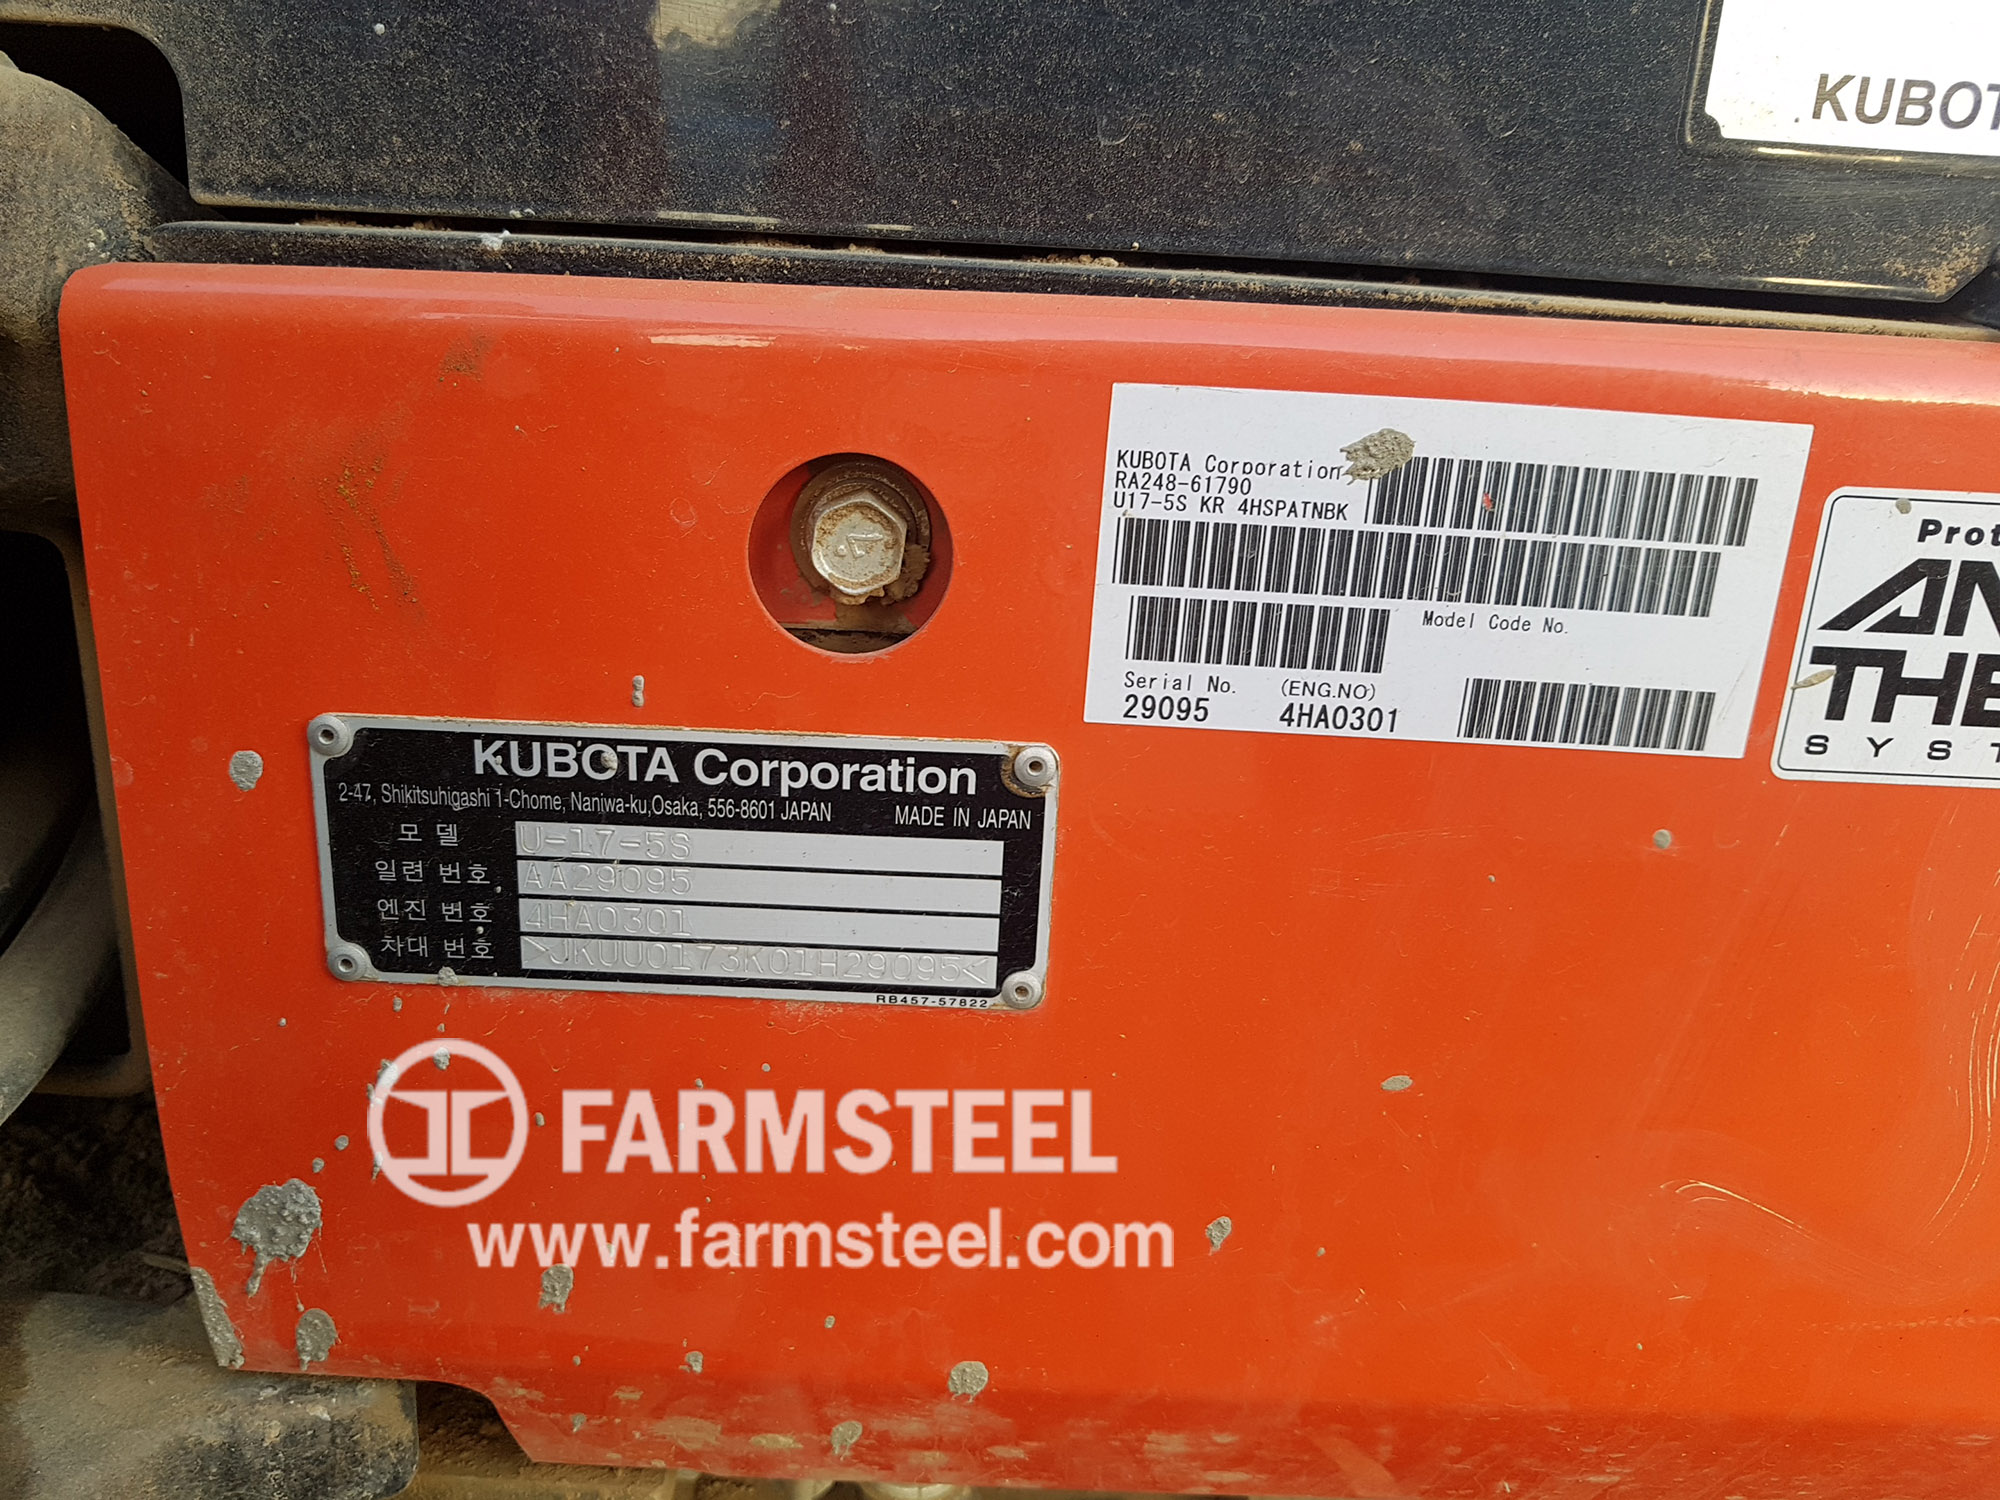 KUBOT
KUBOTA Corporation
RA248-61790
U17-5S KR 4HSPATNBK
Model Code No.
Serial No. (ENG.NO)
29095 4HA0301
Prot
AN
THE
SYST
KUBOTA Corporation
2-47, Shikitsuhigashi 1-Chome, Naniwa-ku, Osaka, 556-8601 JAPAN MADE IN JAPAN
모델 U-17-5S
일련 번호 AA29095
엔진 번호 4HA0301
차대 번호 >JKUU0173K01H29095<
RB457-57822
FARMSTEEL
www.farmsteel.com